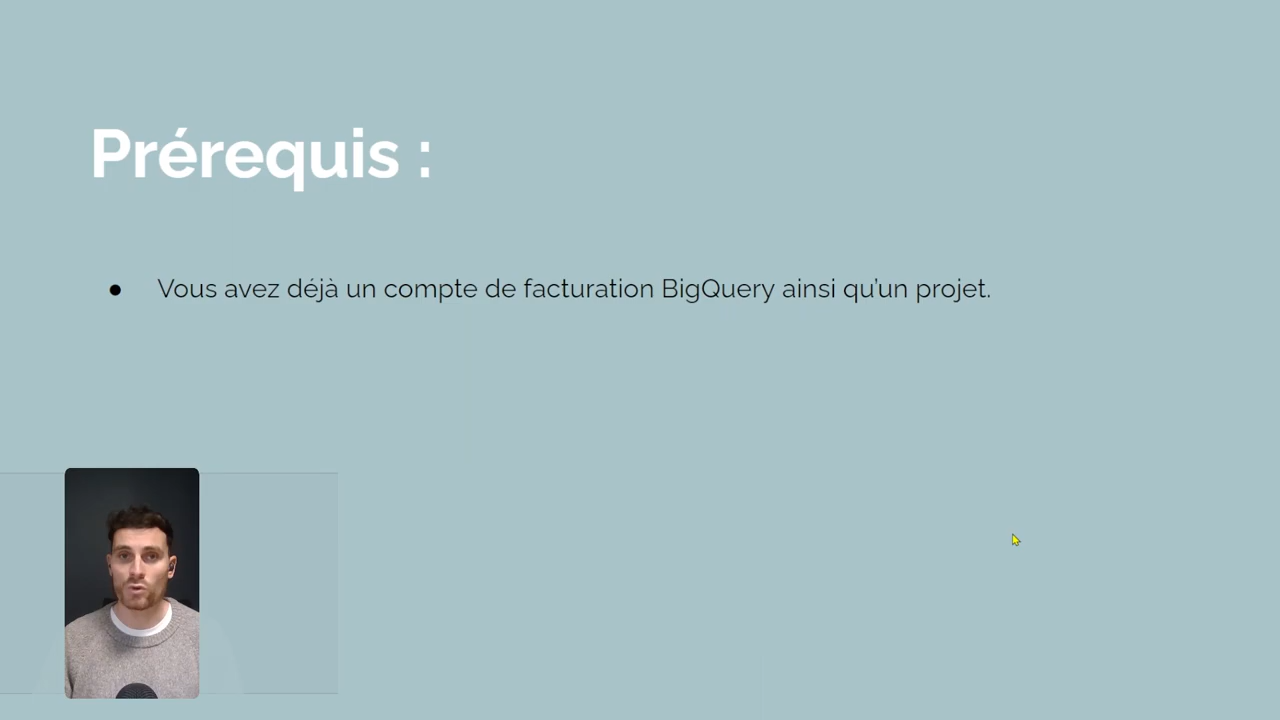 Prérequis :
● Vous avez déjà un compte de facturation BigQuery ainsi qu'un projet.